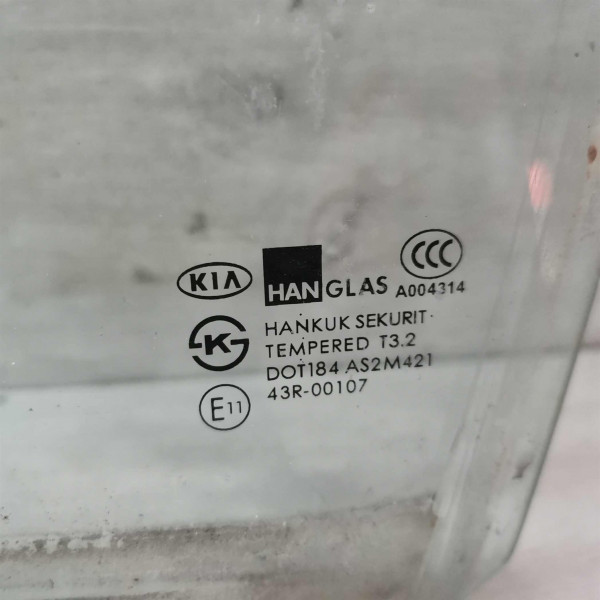 KIA
HANGLAS
CCC
A004314
HANKUK SEKURIT
TEMPERED T3.2
DOT184 AS2M421
43R-00107
K
E11